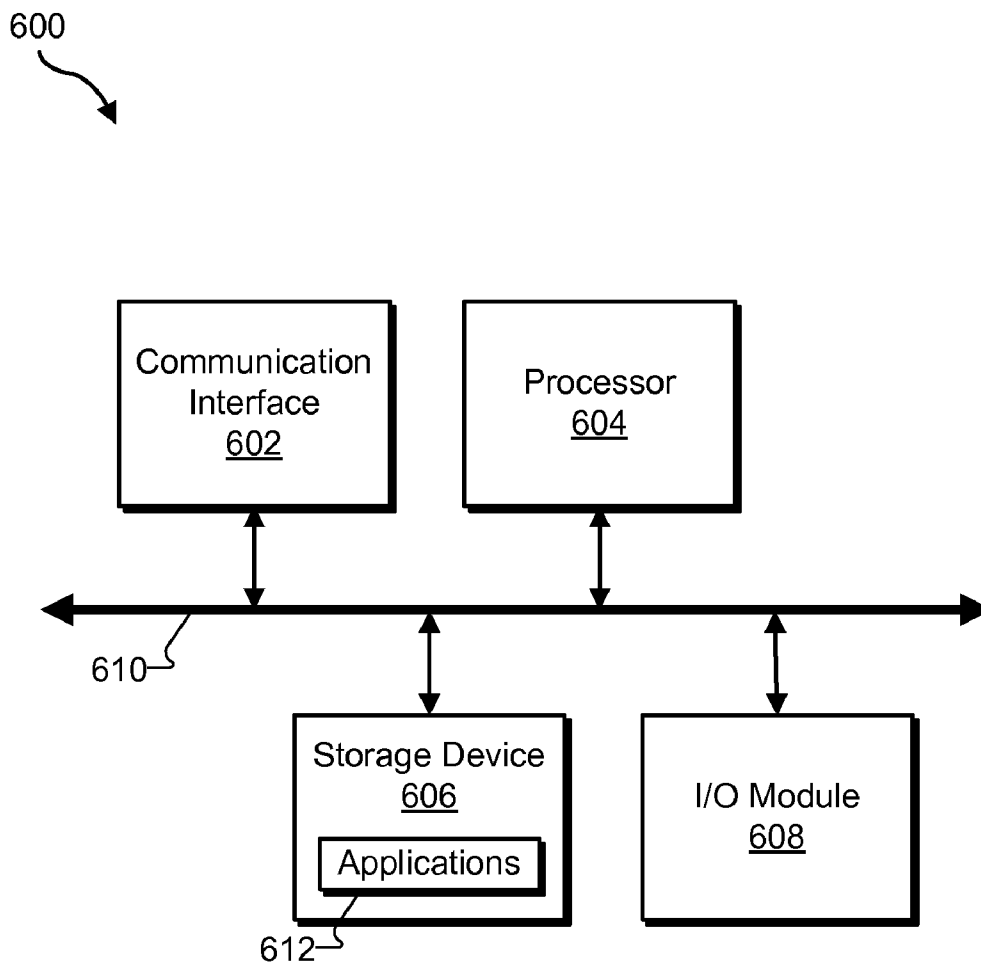 600
Communication
Interface
602
Processor
604
610
Storage Device
606
Applications
612
I/O Module
608